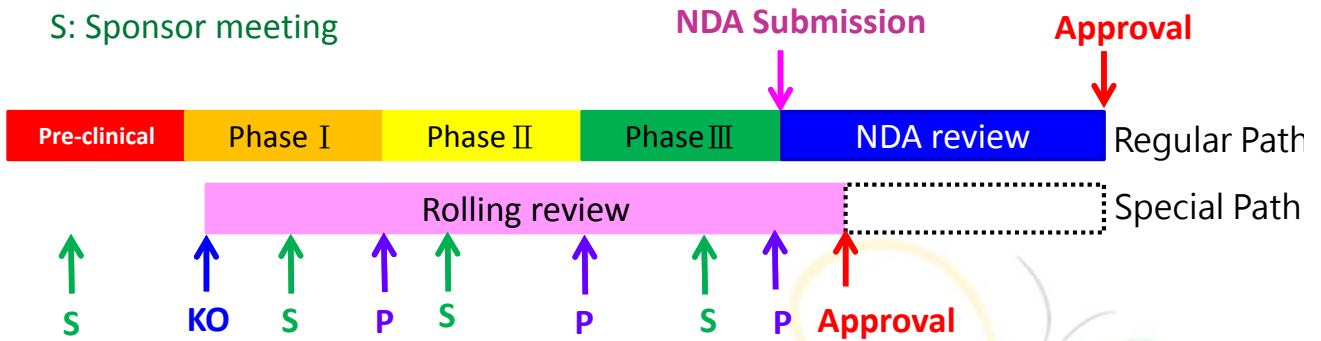 S: Sponsor meeting
NDA Submission
Approval
Pre-clinical
Phase Ⅰ
Phase Ⅱ
Phase Ⅲ
NDA review
Regular Path
Rolling review
Special Path
S
KO
S
P
S
P
S
P
Approval